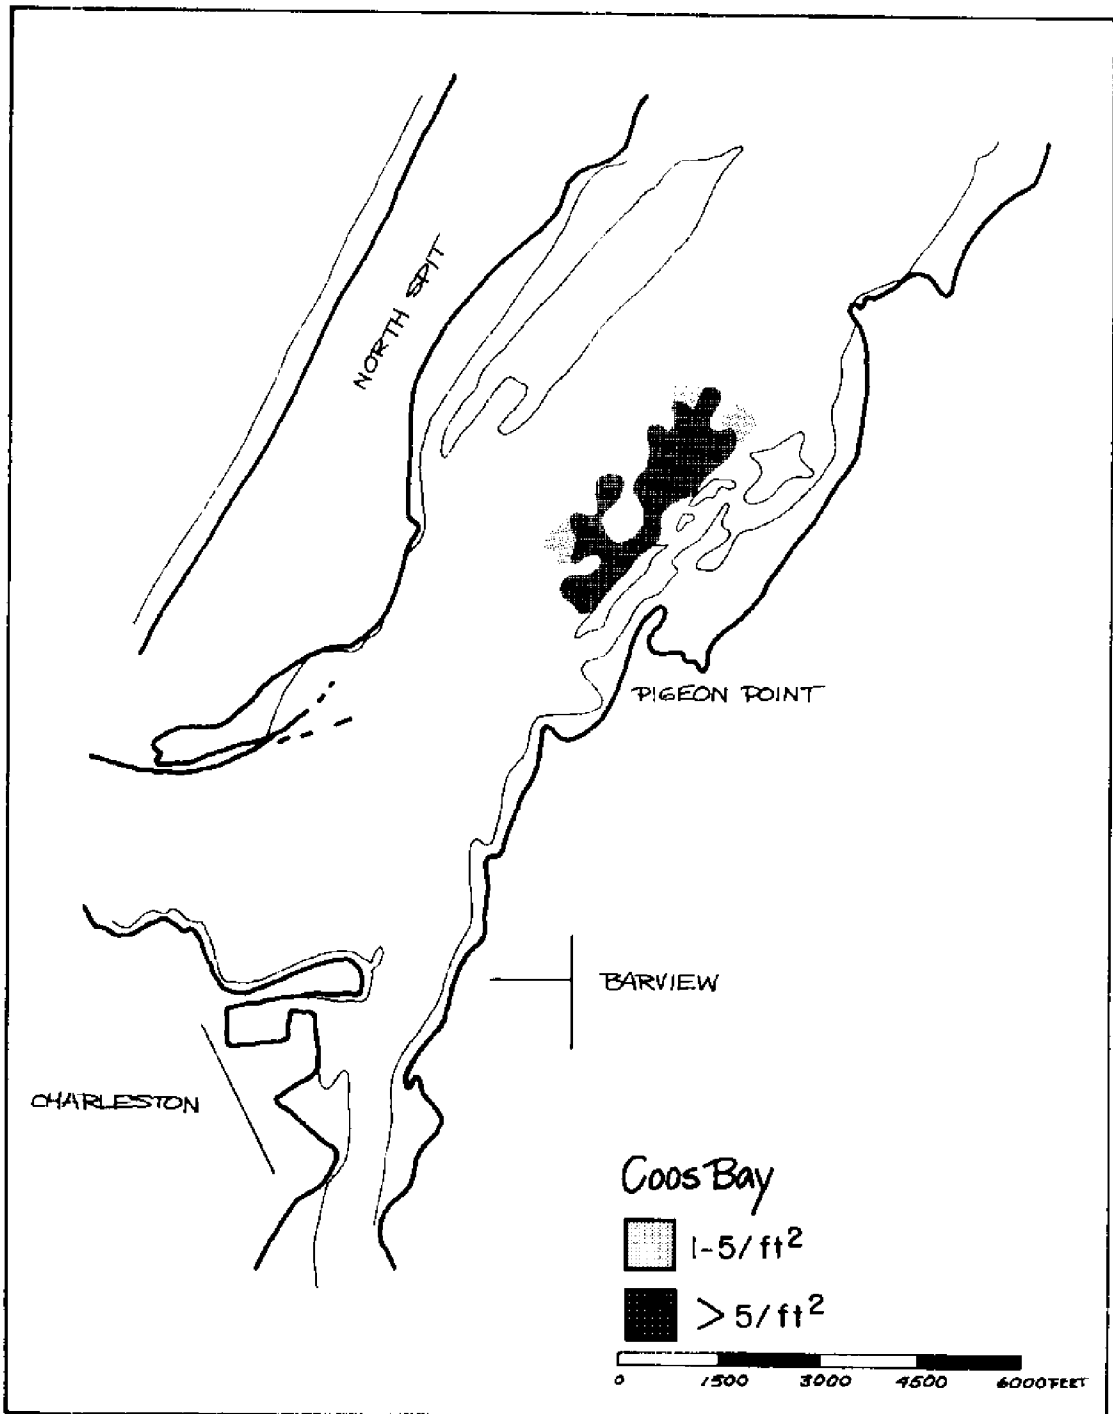 NORTH SPIT
PIGEON POINT
BARVIEW
CHARLESTON
Coos Bay
1-5/ft²
>5/ft²
0 1500 3000 4500 6000 FEET